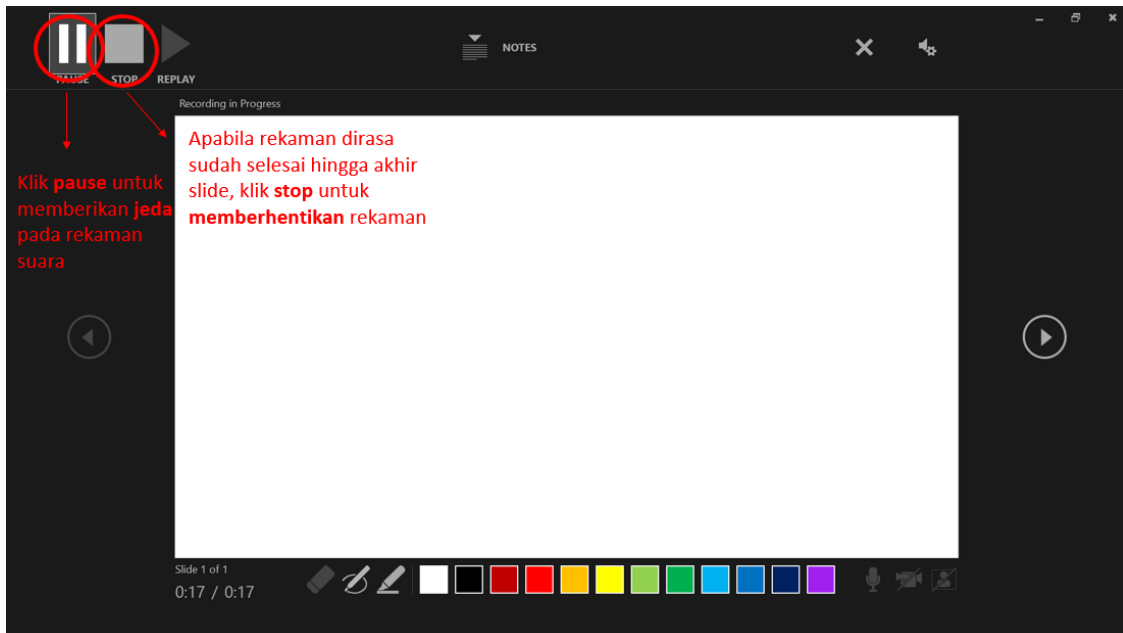 PAUSE STOP REPLAY
NOTES
Recording in Progress
Klik pause untuk
memberikan jeda
pada rekaman
suara
Apabila rekaman dirasa
sudah selesai hingga akhir
slide, klik stop untuk
memberhentikan rekaman
Slide 1 of 1
0:17 / 0:17